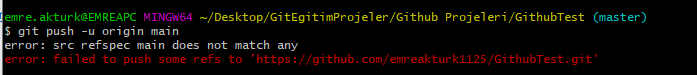 emre.akturk@EMREAPC MINGW64 ~/Desktop/GitEgitimProjeler/Github Projeleri/GithubTest (master)
$ git push -u origin main
error: src refspec main does not match any
error: failed to push some refs to 'https://github.com/emreakturk1125/GithubTest.git'